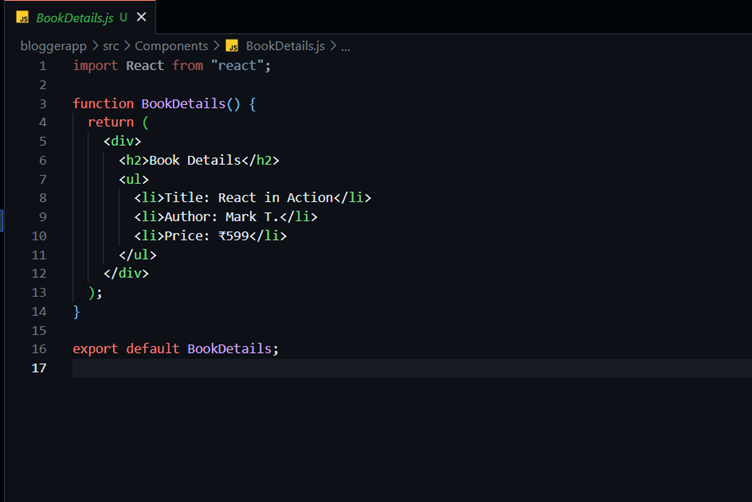 JS BookDetails.js U ×
bloggerapp > src > Components > JS BookDetails.js > ...
1 import React from "react";
2
3 function BookDetails() {
4 return (
5 <div>
6 <h2>Book Details</h2>
7 <ul>
8 <li>Title: React in Action</li>
9 <li>Author: Mark T.</li>
10 <li>Price: ₹599</li>
11 </ul>
12 </div>
13 );
14 }
15
16 export default BookDetails;
17